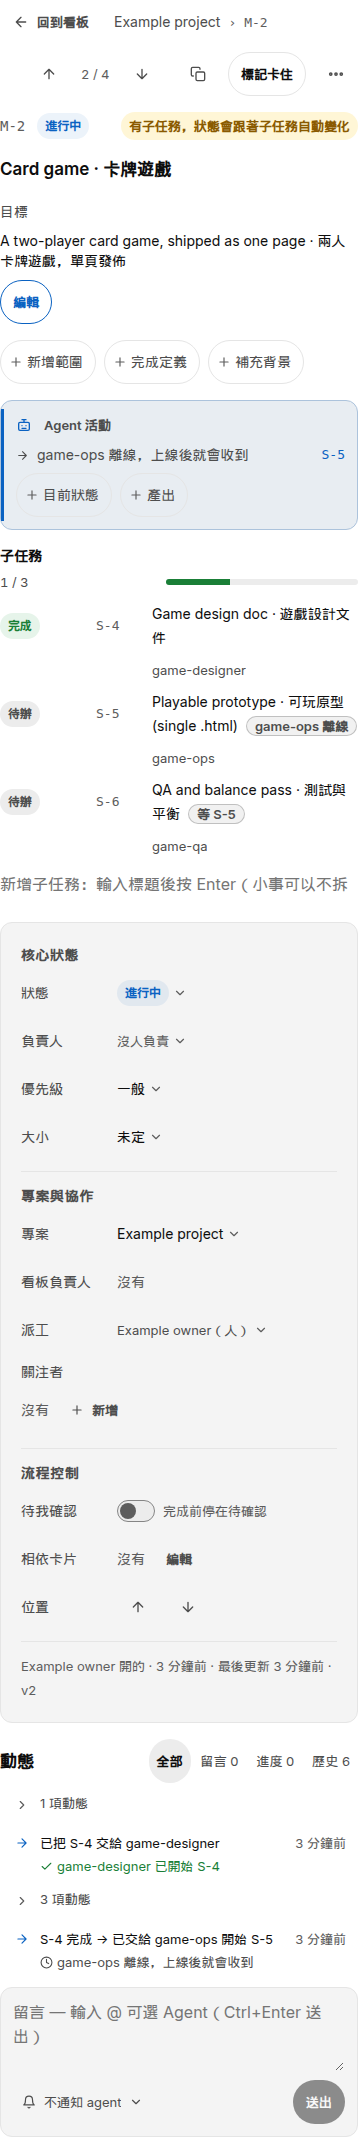 回到看板 Example project › M-2
2 / 4 標記卡住
M-2 進行中 有子任務，狀態會跟著子任務自動變化
Card game · 卡牌遊戲
目標
A two-player card game, shipped as one page · 兩人
卡牌遊戲，單頁發佈
編輯
新增範圍 完成定義 補充背景
Agent 活動
→ game-ops 離線，上線後就會收到 S-5
目前狀態 產出
子任務
1 / 3
完成 S-4 Game design doc · 遊戲設計文
件
game-designer
待辦 S-5 Playable prototype · 可玩原型
(single .html) game-ops 離線
game-ops
待辦 S-6 QA and balance pass · 測試與
平衡 等 S-5
game-qa
新增子任務：輸入標題後按 Enter（小事可以不拆
核心狀態
狀態 進行中
負責人 沒人負責
優先級 一般
大小 未定
專案與協作
專案 Example project
看板負責人 沒有
派工 Example owner（人）
關注者
沒有 新增
流程控制
待我確認 完成前停在待確認
相依卡片 沒有 編輯
位置
Example owner 開的 · 3 分鐘前 · 最後更新 3 分鐘前 ·
v2
動態 全部 留言 0 進度 0 歷史 6
1 項動態
已把 S-4 交給 game-designer 3 分鐘前
game-designer 已開始 S-4
3 項動態
S-4 完成 → 已交給 game-ops 開始 S-5 3 分鐘前
game-ops 離線，上線後就會收到
留言 — 輸入 @ 可選 Agent（Ctrl+Enter 送
出）
不通知 agent 送出